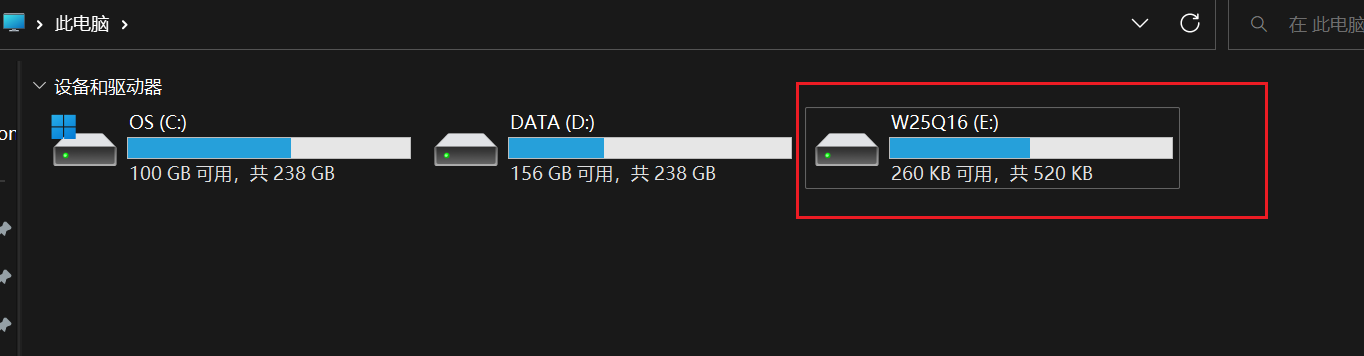 此电脑
在 此电脑
设备和驱动器
OS (C:)
100 GB 可用，共 238 GB
DATA (D:)
156 GB 可用，共 238 GB
W25Q16 (E:)
260 KB 可用，共 520 KB
on